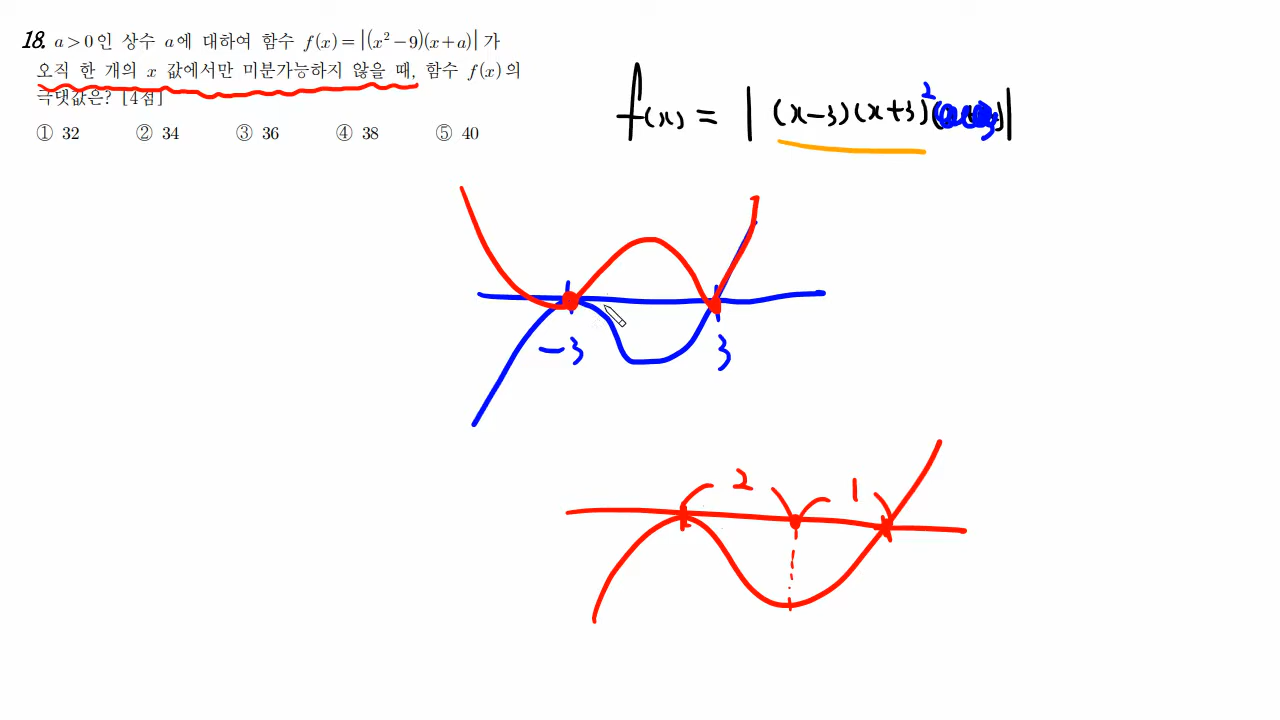 18. a>0인 상수 a에 대하여 함수 f(x)=|(x²-9)(x+a)|가
오직 한 개의 x 값에서만 미분가능하지 않을 때, 함수 f(x)의
극댓값은? [4점]
① 32 ② 34 ③ 36 ④ 38 ⑤ 40
f(x) = |(x-3)(x+3)²|
-3 3
2 1